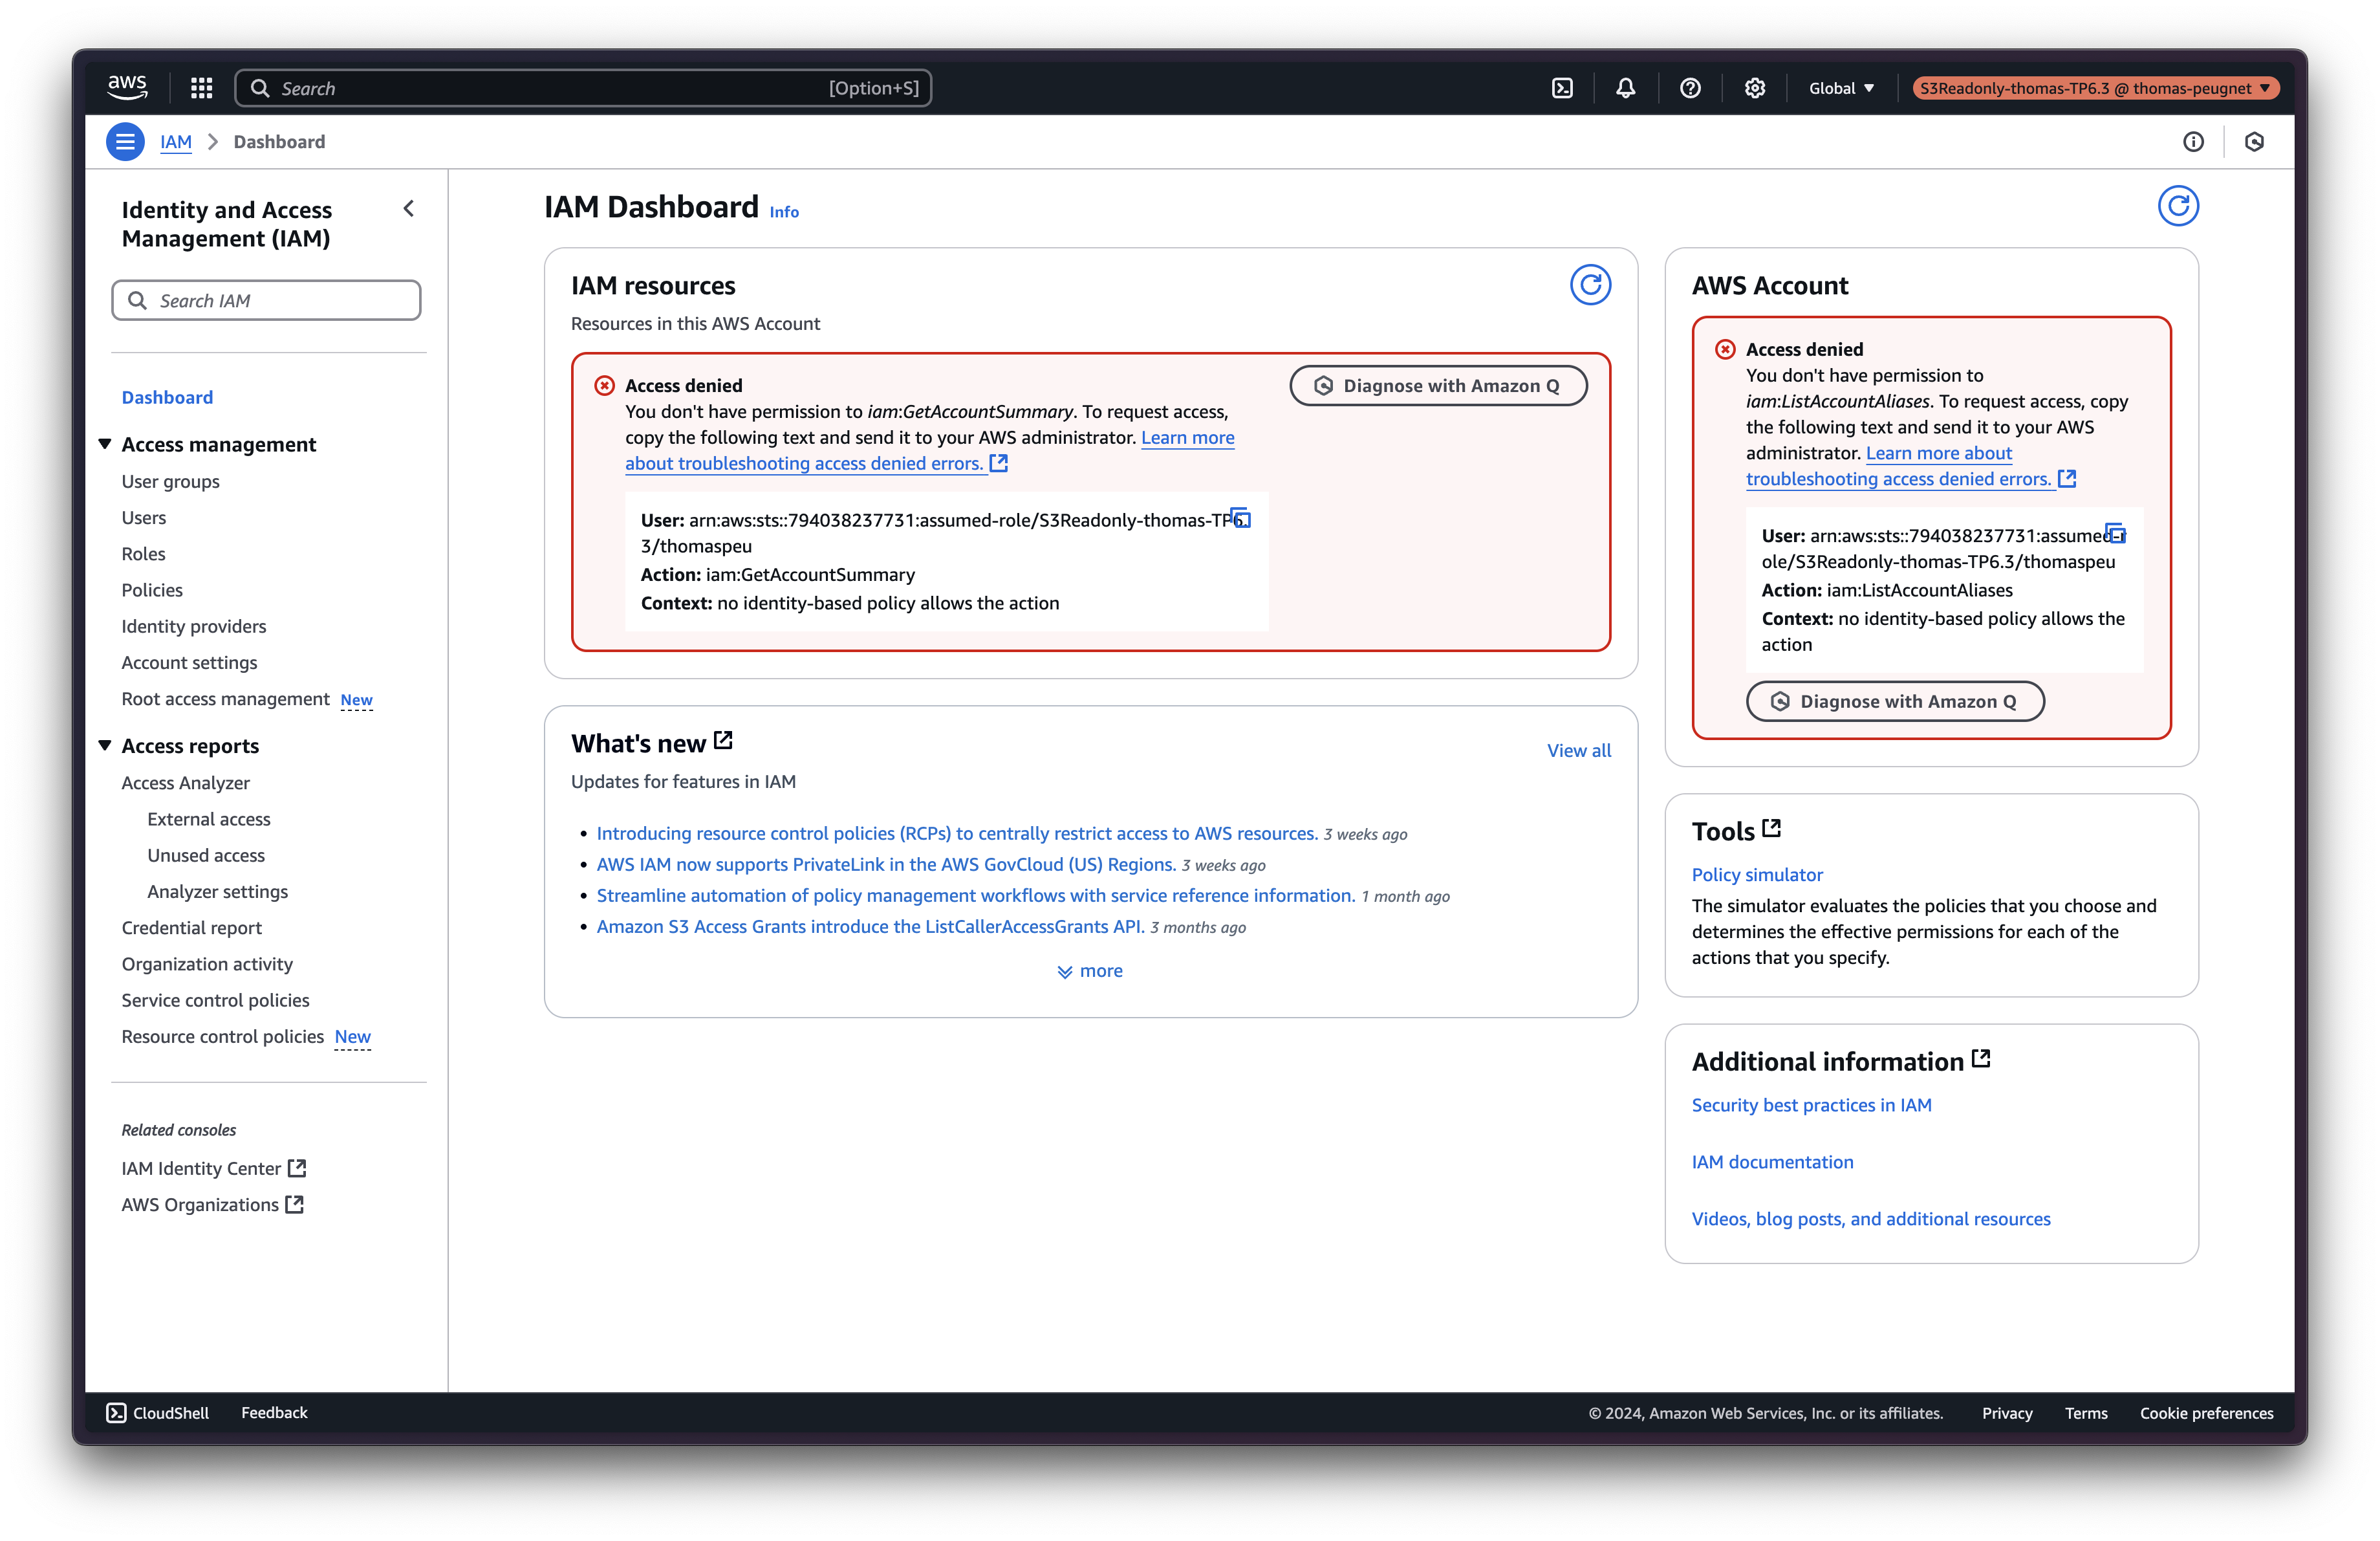 aws
Search [Option+S]
Global
S3Readonly-thomas-TP6.3 @ thomas-peugnet
IAM
Dashboard
Identity and Access
Management (IAM)
Search IAM
Dashboard
Access management
User groups
Users
Roles
Policies
Identity providers
Account settings
Root access management New
Access reports
Access Analyzer
External access
Unused access
Analyzer settings
Credential report
Organization activity
Service control policies
Resource control policies New
Related consoles
IAM Identity Center
AWS Organizations
IAM Dashboard Info
IAM resources
Resources in this AWS Account
Access denied
Diagnose with Amazon Q
You don't have permission to iam:GetAccountSummary. To request access,
copy the following text and send it to your AWS administrator. Learn more
about troubleshooting access denied errors.
User: arn:aws:sts::794038237731:assumed-role/S3Readonly-thomas-TP6.
3/thomaspeu
Action: iam:GetAccountSummary
Context: no identity-based policy allows the action
What's new
View all
Updates for features in IAM
Introducing resource control policies (RCPs) to centrally restrict access to AWS resources. 3 weeks ago
AWS IAM now supports PrivateLink in the AWS GovCloud (US) Regions. 3 weeks ago
Streamline automation of policy management workflows with service reference information. 1 month ago
Amazon S3 Access Grants introduce the ListCallerAccessGrants API. 3 months ago
more
AWS Account
Access denied
You don't have permission to
iam:ListAccountAliases. To request access, copy
the following text and send it to your AWS
administrator. Learn more about
troubleshooting access denied errors.
User: arn:aws:sts::794038237731:assumed-r
ole/S3Readonly-thomas-TP6.3/thomaspeu
Action: iam:ListAccountAliases
Context: no identity-based policy allows the
action
Diagnose with Amazon Q
Tools
Policy simulator
The simulator evaluates the policies that you choose and
determines the effective permissions for each of the
actions that you specify.
Additional information
Security best practices in IAM
IAM documentation
Videos, blog posts, and additional resources
CloudShell
Feedback
© 2024, Amazon Web Services, Inc. or its affiliates.
Privacy
Terms
Cookie preferences